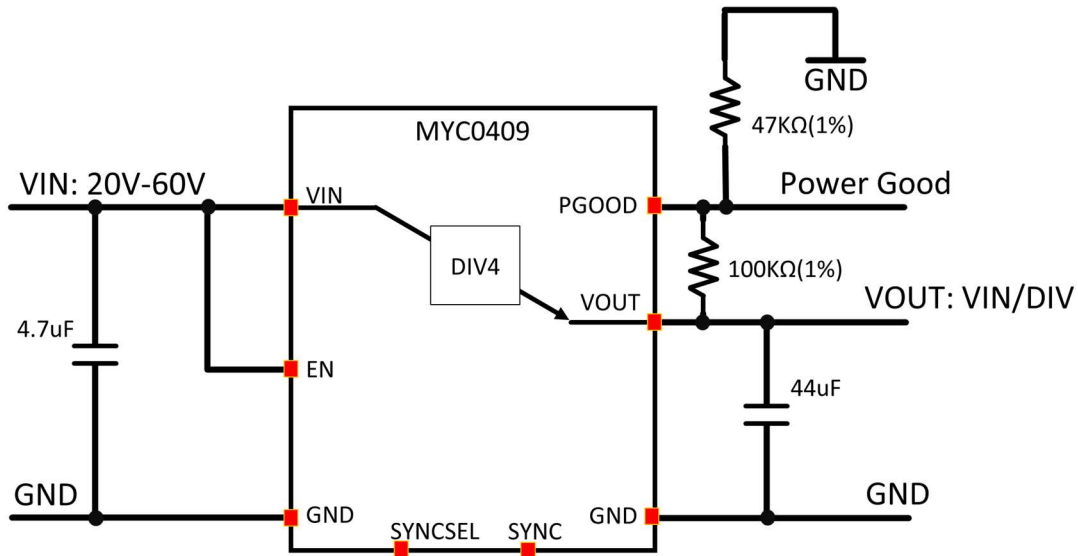 GND
47KΩ(1%)
MYC0409
VIN: 20V-60V
VIN
PGOOD
Power Good
DIV4
100KΩ(1%)
VOUT
VOUT: VIN/DIV
4.7uF
EN
44uF
GND
GND
GND
GND
SYNCSEL
SYNC